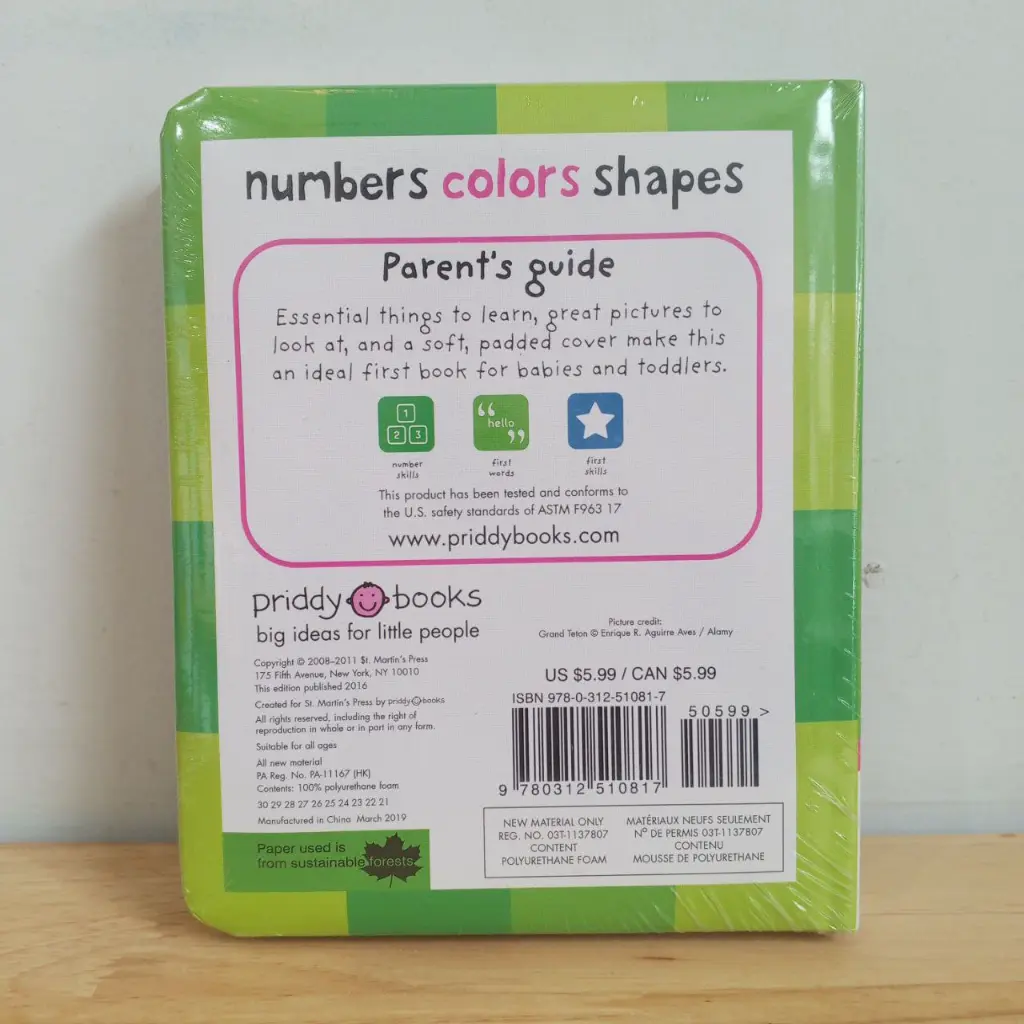 numbers colors shapes
Parent's guide
Essential things to learn, great pictures to
look at, and a soft, padded cover make this
an ideal first book for babies and toddlers.
1
2 3
“ hello ”
number
skills
first
words
first
skills
This product has been tested and conforms to
the U.S. safety standards of ASTM F963 17
www.priddybooks.com
priddy books
big ideas for little people
Copyright © 2008–2011 St. Martin's Press
175 Fifth Avenue, New York, NY 10010
This edition published 2016
Created for St. Martin's Press by priddy books
All rights reserved, including the right of
reproduction in whole or in part in any form.
Suitable for all ages
All new material
PA Reg. No. PA-11167 (HK)
Contents: 100% polyurethane foam
30 29 28 27 26 25 24 23 22 21
Manufactured in China March 2019
Paper used is
from sustainable forests
Picture credit:
Grand Teton © Enrique R. Aguirre Aves / Alamy
US $5.99 / CAN $5.99
ISBN 978-0-312-51081-7
50599 >
9 780312 510817
NEW MATERIAL ONLY
REG. NO. 03T-1137807
CONTENT
POLYURETHANE FOAM
MATÉRIAUX NEUFS SEULEMENT
N° DE PERMIS 03T-1137807
CONTENU
MOUSSE DE POLYURETHANE